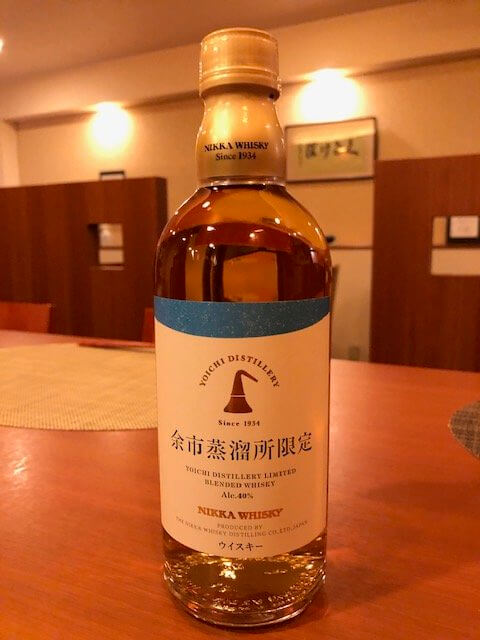 NIKKA WHISKY
Since 1934
YOICHI DISTILLERY
Since 1934
余市蒸溜所限定
YOICHI DISTILLERY LIMITED
BLENDED WHISKY
Alc.40%
NIKKA WHISKY
PRODUCED BY
THE NIKKA WHISKY DISTILLING CO.,LTD.,JAPAN
ウイスキー